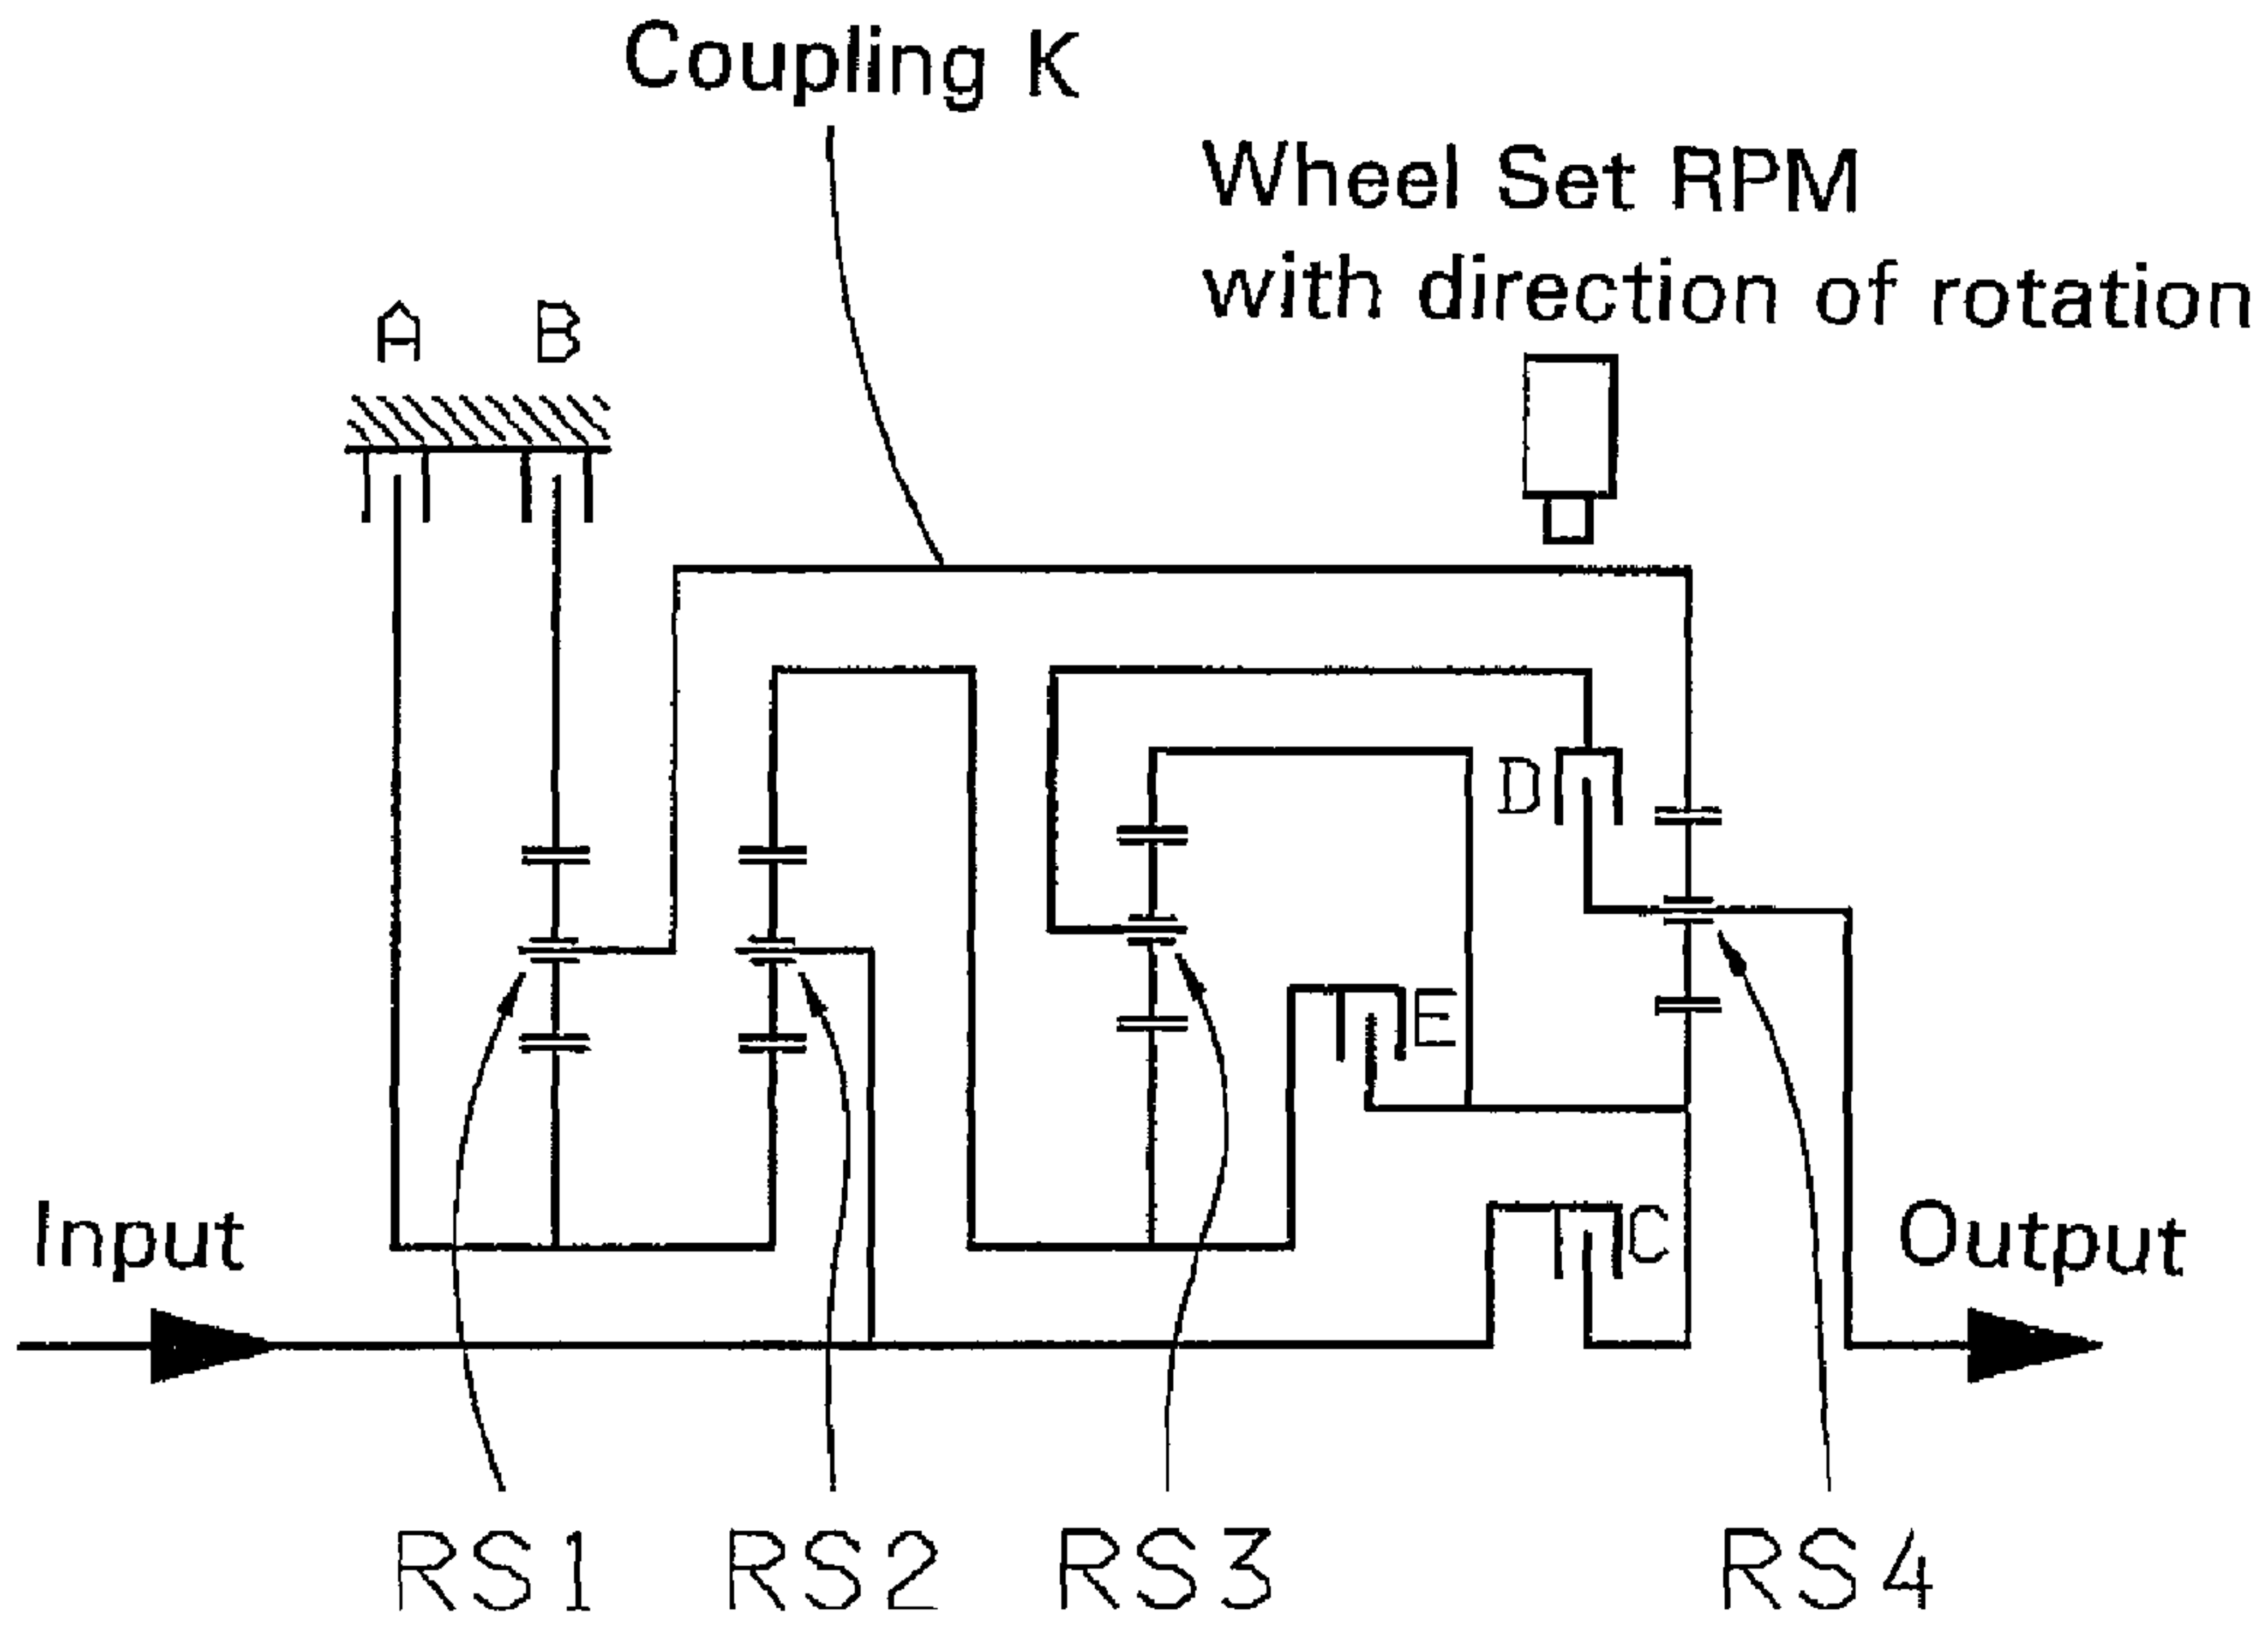 Coupling K
Wheel Set RPM
with direction of rotation
A
B
D
E
C
Input
Output
RS1
RS2
RS3
RS4